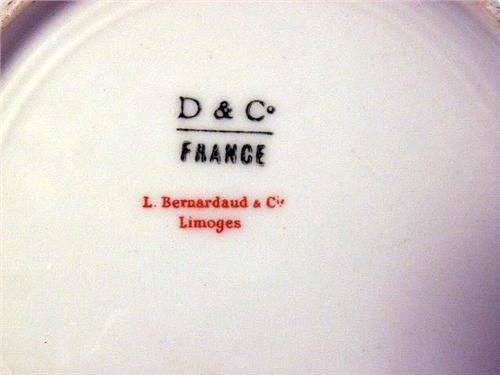 D & Co
FRANCE
L. Bernardaud & Cie
Limoges